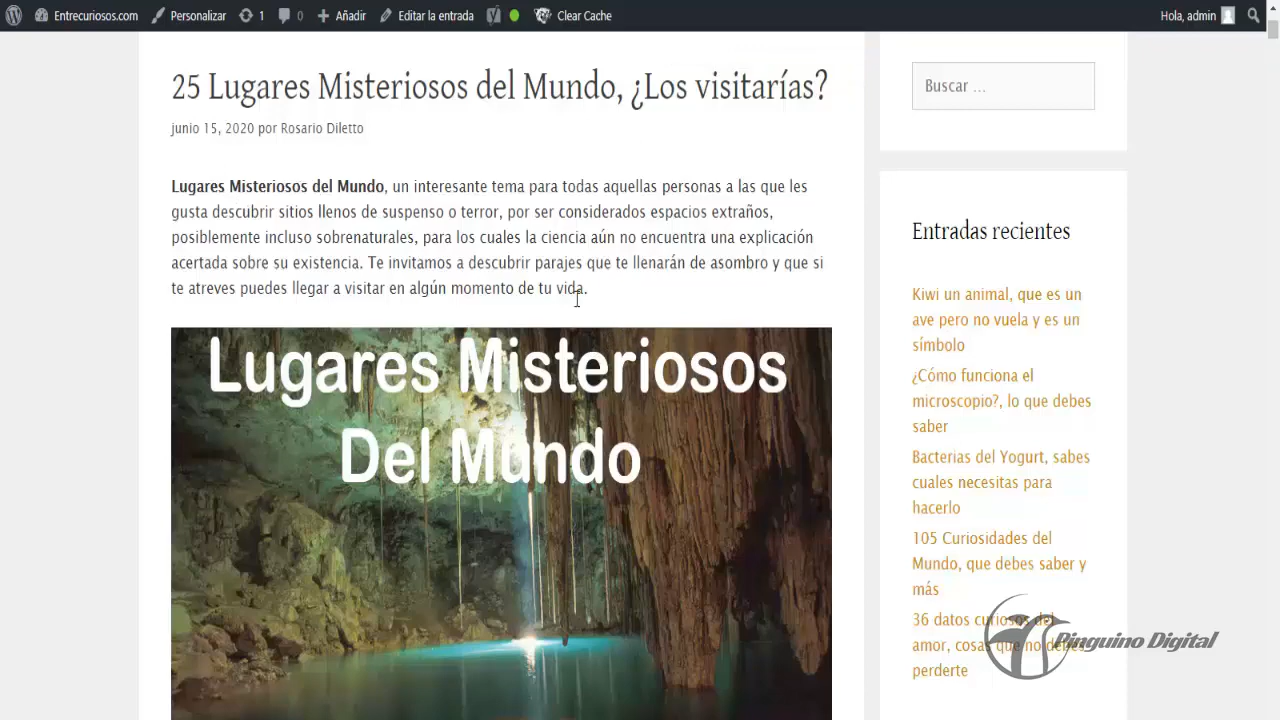 Entrecuriosos.com Personalizar 1 0 Añadir Editar la entrada Clear Cache Hola, admin
25 Lugares Misteriosos del Mundo, ¿Los visitarías?
junio 15, 2020 por Rosario Diletto
Lugares Misteriosos del Mundo, un interesante tema para todas aquellas personas a las que les
gusta descubrir sitios llenos de suspenso o terror, por ser considerados espacios extraños,
posiblemente incluso sobrenaturales, para los cuales la ciencia aún no encuentra una explicación
acertada sobre su existencia. Te invitamos a descubrir parajes que te llenarán de asombro y que si
te atreves puedes llegar a visitar en algún momento de tu vida.
Lugares Misteriosos
Del Mundo
Buscar ...
Entradas recientes
Kiwi un animal, que es un
ave pero no vuela y es un
símbolo
¿Cómo funciona el
microscopio?, lo que debes
saber
Bacterias del Yogurt, sabes
cuales necesitas para
hacerlo
105 Curiosidades del
Mundo, que debes saber y
más
36 datos curiosos del
amor, cosas que no debes
perderte
Pinguino Digital